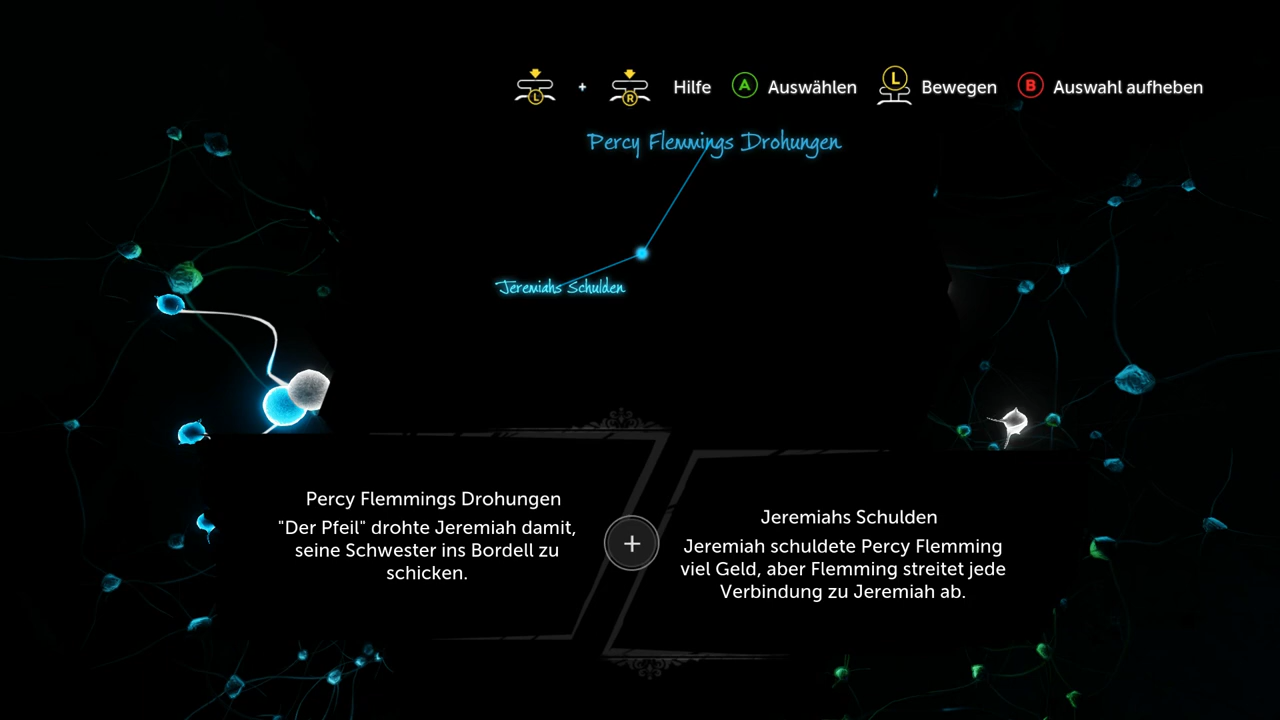 L + R Hilfe A Auswählen L Bewegen B Auswahl aufheben
Percy Flemmings Drohungen
Jeremiahs Schulden
Percy Flemmings Drohungen
"Der Pfeil" drohte Jeremiah damit,
seine Schwester ins Bordell zu
schicken.
+
Jeremiahs Schulden
Jeremiah schuldete Percy Flemming
viel Geld, aber Flemming streitet jede
Verbindung zu Jeremiah ab.